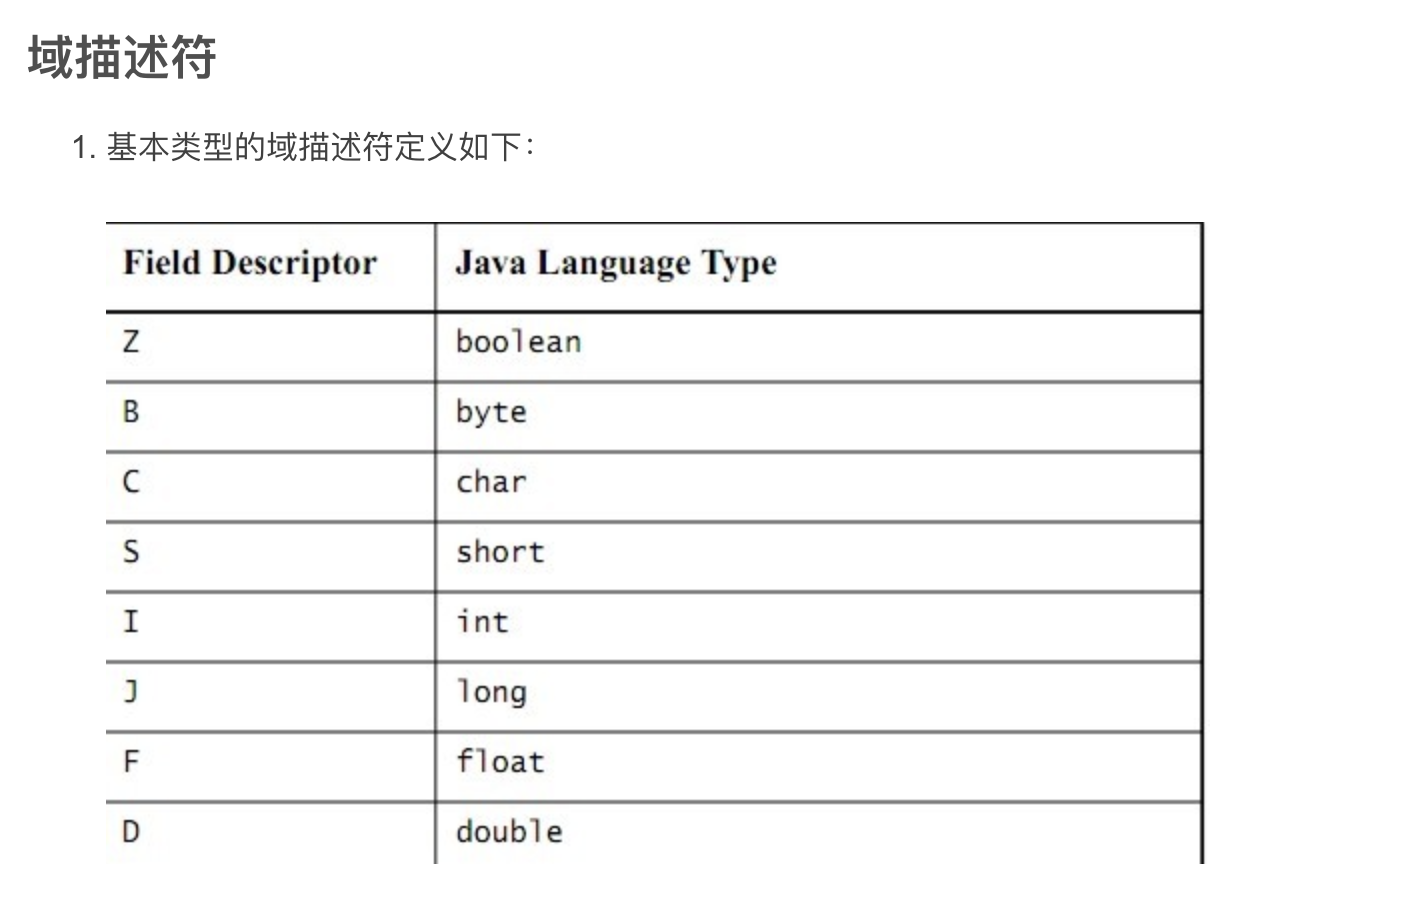 域描述符
1. 基本类型的域描述符定义如下：
Field Descriptor Java Language Type
Z boolean
B byte
C char
S short
I int
J long
F float
D double